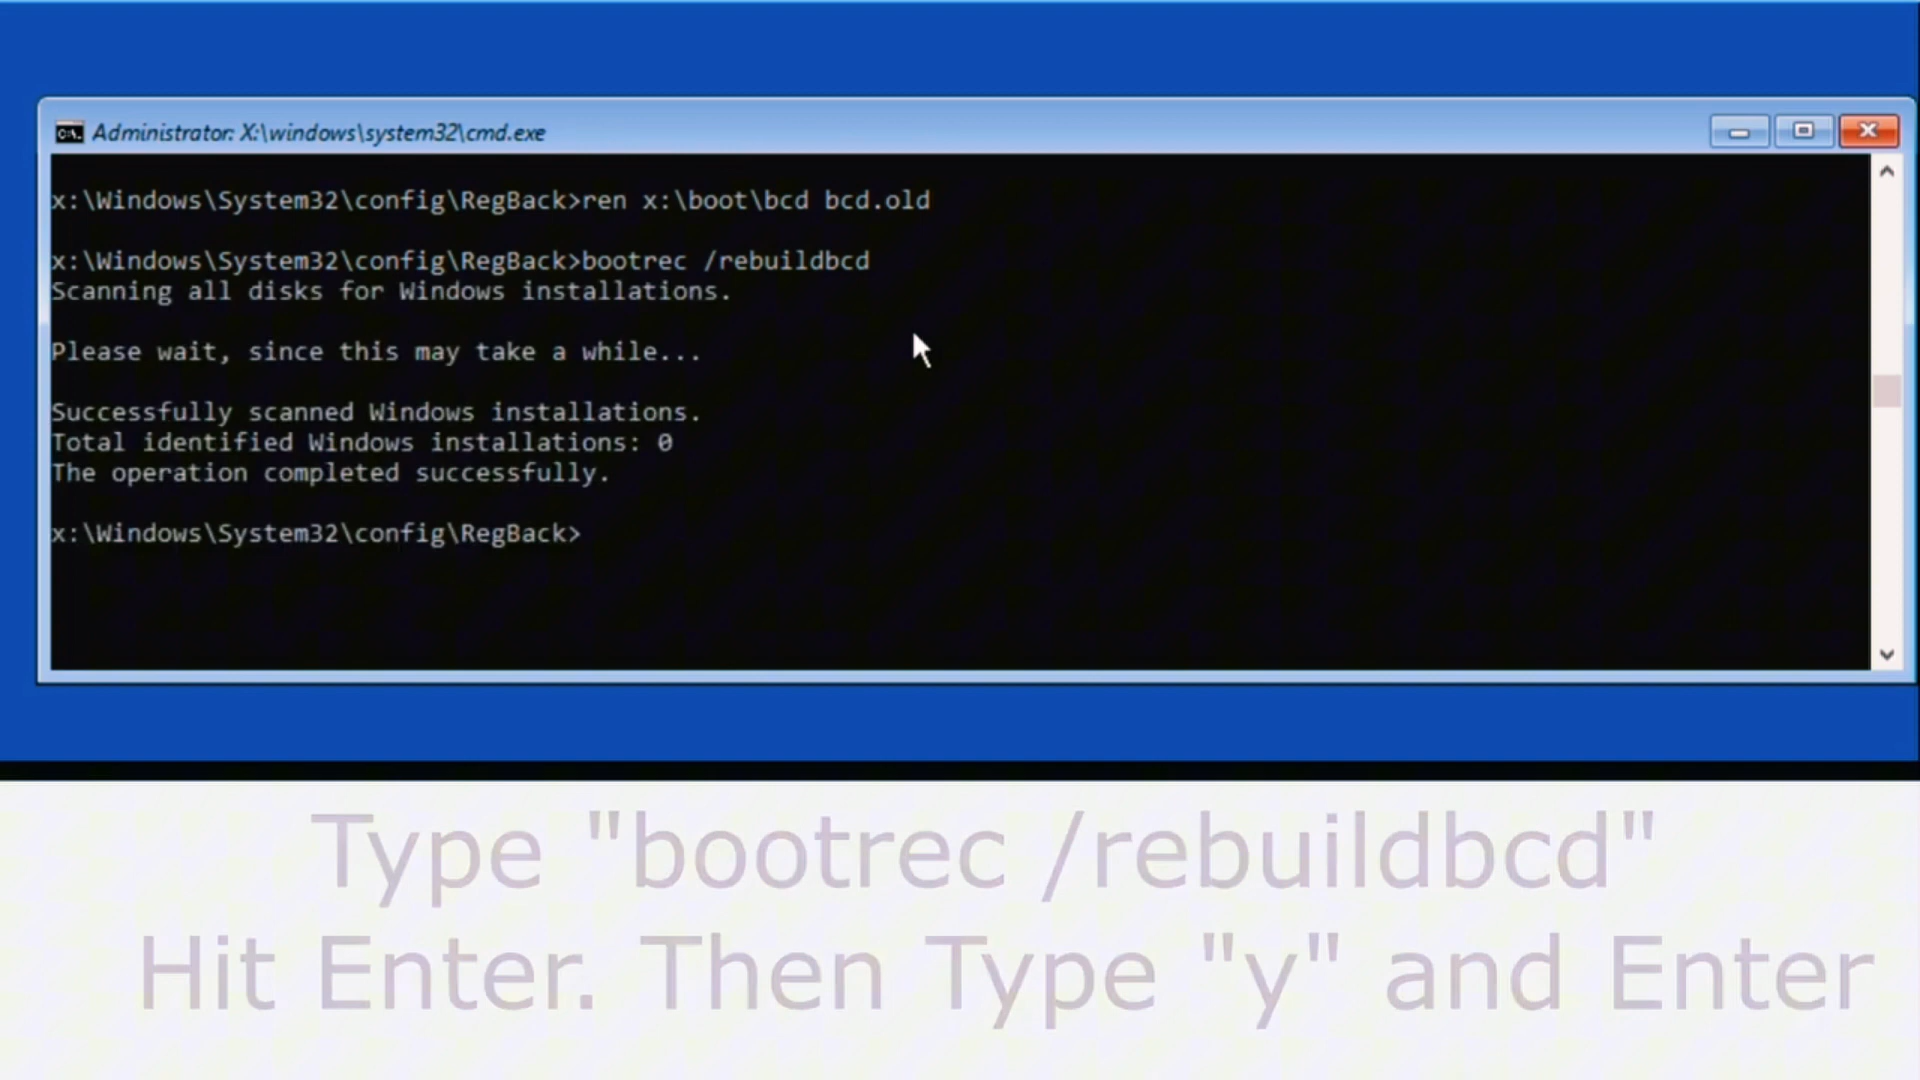 Administrator: X:\windows\system32\cmd.exe
x:\Windows\System32\config\RegBack>ren x:\boot\bcd bcd.old
x:\Windows\System32\config\RegBack>bootrec /rebuildbcd
Scanning all disks for Windows installations.
Please wait, since this may take a while...
Successfully scanned Windows installations.
Total identified Windows installations: 0
The operation completed successfully.
x:\Windows\System32\config\RegBack>
Type "bootrec /rebuildbcd"
Hit Enter. Then Type "y" and Enter